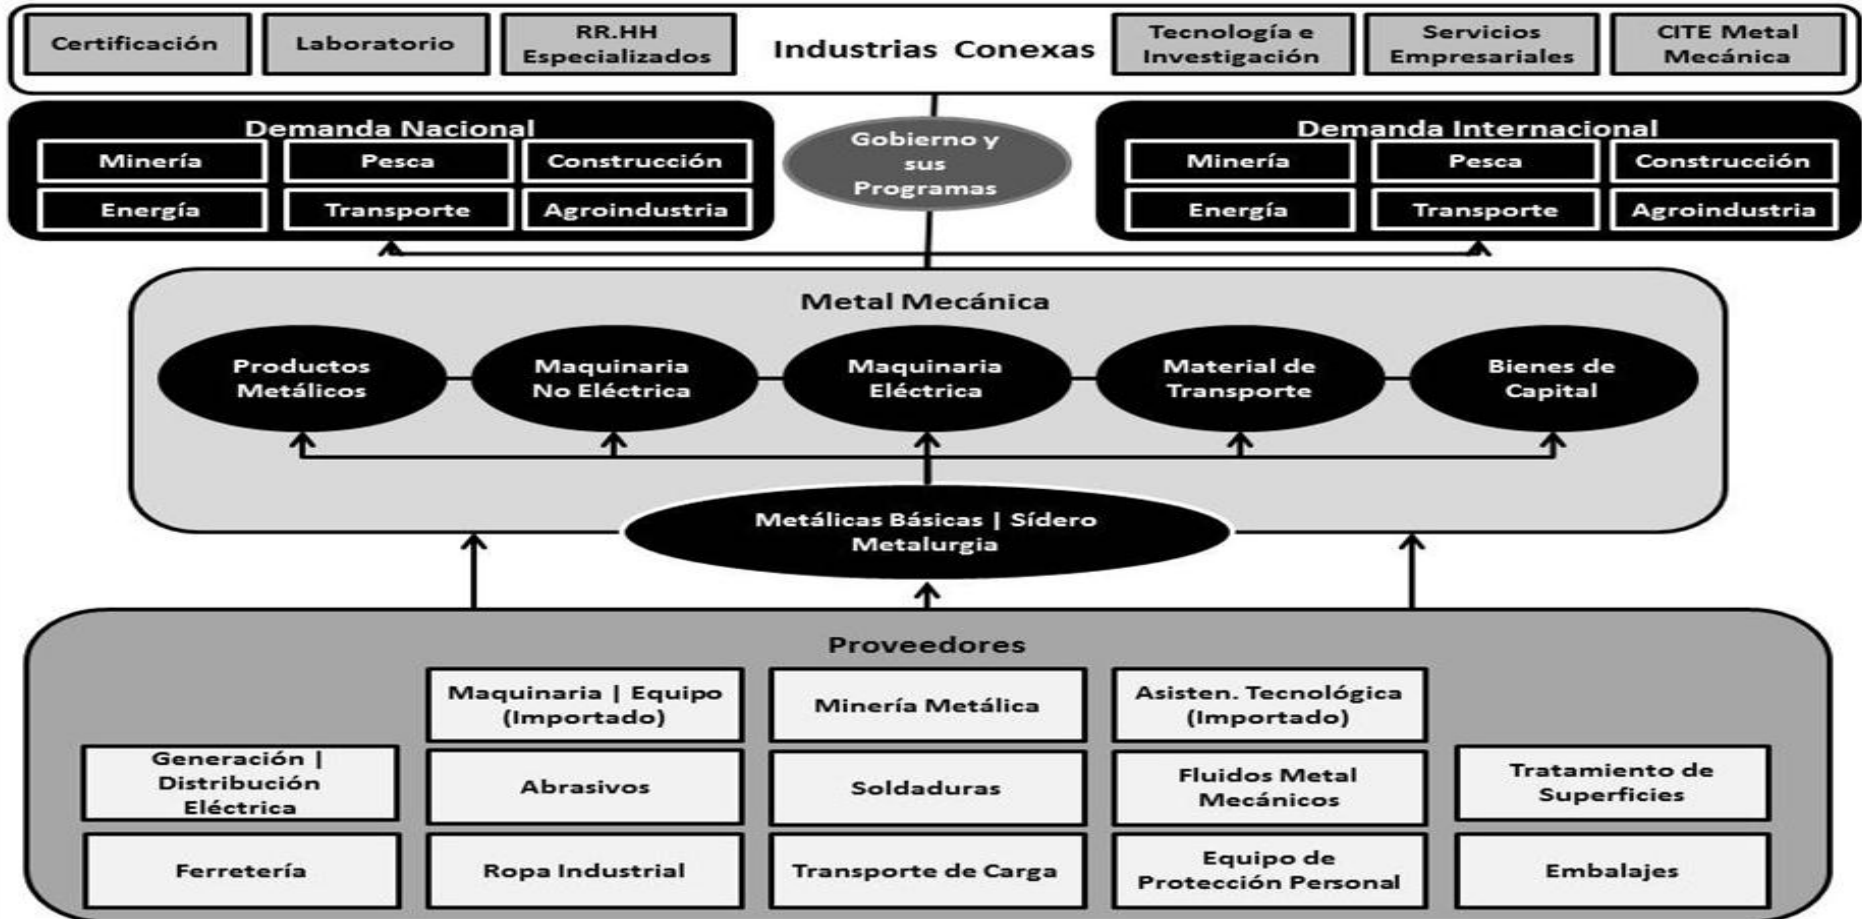 Certificación
Laboratorio
RR.HH
Especializados
Industrias Conexas
Tecnología e
Investigación
Servicios
Empresariales
CITE Metal
Mecánica
Demanda Nacional
Minería
Pesca
Construcción
Energía
Transporte
Agroindustria
Gobierno y
sus
Programas
Demanda Internacional
Minería
Pesca
Construcción
Energía
Transporte
Agroindustria
Metal Mecánica
Productos
Metálicos
Maquinaria
No Eléctrica
Maquinaria
Eléctrica
Material de
Transporte
Bienes de
Capital
Metálicas Básicas | Sídero
Metalurgia
Proveedores
Maquinaria | Equipo
(Importado)
Minería Metálica
Asisten. Tecnológica
(Importado)
Generación |
Distribución
Eléctrica
Abrasivos
Soldaduras
Fluidos Metal
Mecánicos
Tratamiento de
Superficies
Ferretería
Ropa Industrial
Transporte de Carga
Equipo de
Protección Personal
Embalajes